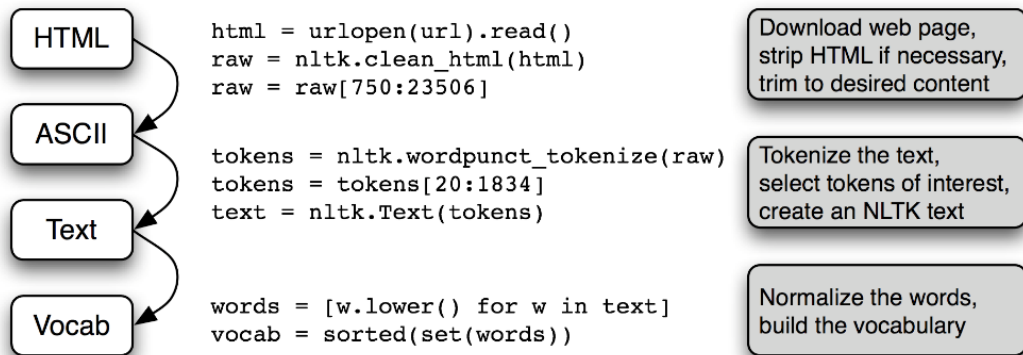 HTML
html = urlopen(url).read()
raw = nltk.clean_html(html)
raw = raw[750:23506]
Download web page,
strip HTML if necessary,
trim to desired content
ASCII
tokens = nltk.wordpunct_tokenize(raw)
tokens = tokens[20:1834]
text = nltk.Text(tokens)
Tokenize the text,
select tokens of interest,
create an NLTK text
Text
words = [w.lower() for w in text]
vocab = sorted(set(words))
Normalize the words,
build the vocabulary
Vocab